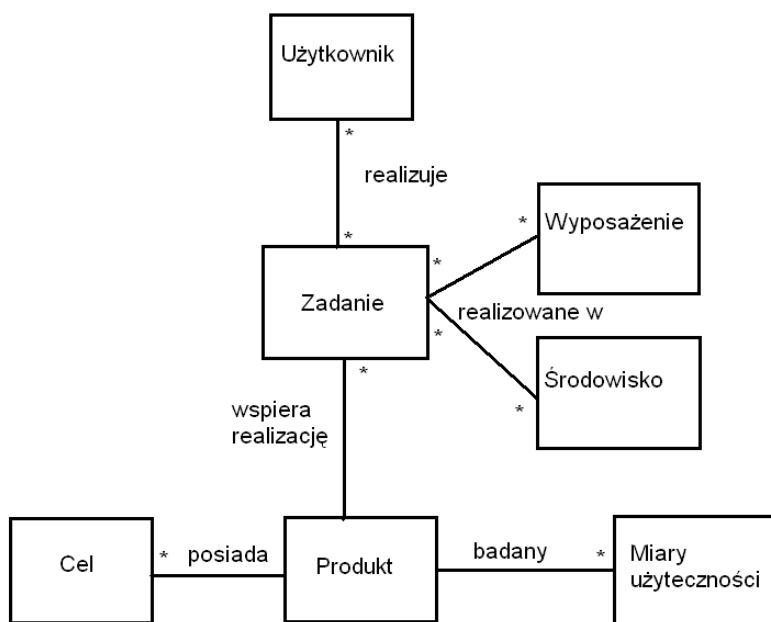 Użytkownik
*
realizuje
*
Zadanie
*
*
Wyposażenie
realizowane w
*
*
Środowisko
*
wspiera
realizację
Cel
*
posiada
Produkt
badany
*
Miary
użyteczności